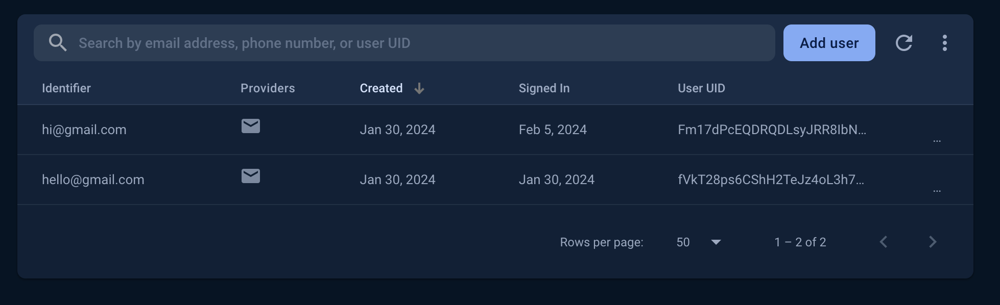 Search by email address, phone number, or user UID
Add user
Identifier Providers Created Signed In User UID
hi@gmail.com Jan 30, 2024 Feb 5, 2024 Fm17dPcEQDRQDLsyJRR8IbN... ...
hello@gmail.com Jan 30, 2024 Jan 30, 2024 fVkT28ps6CShH2TeJz4oL3h7... ...
Rows per page: 50 1 – 2 of 2